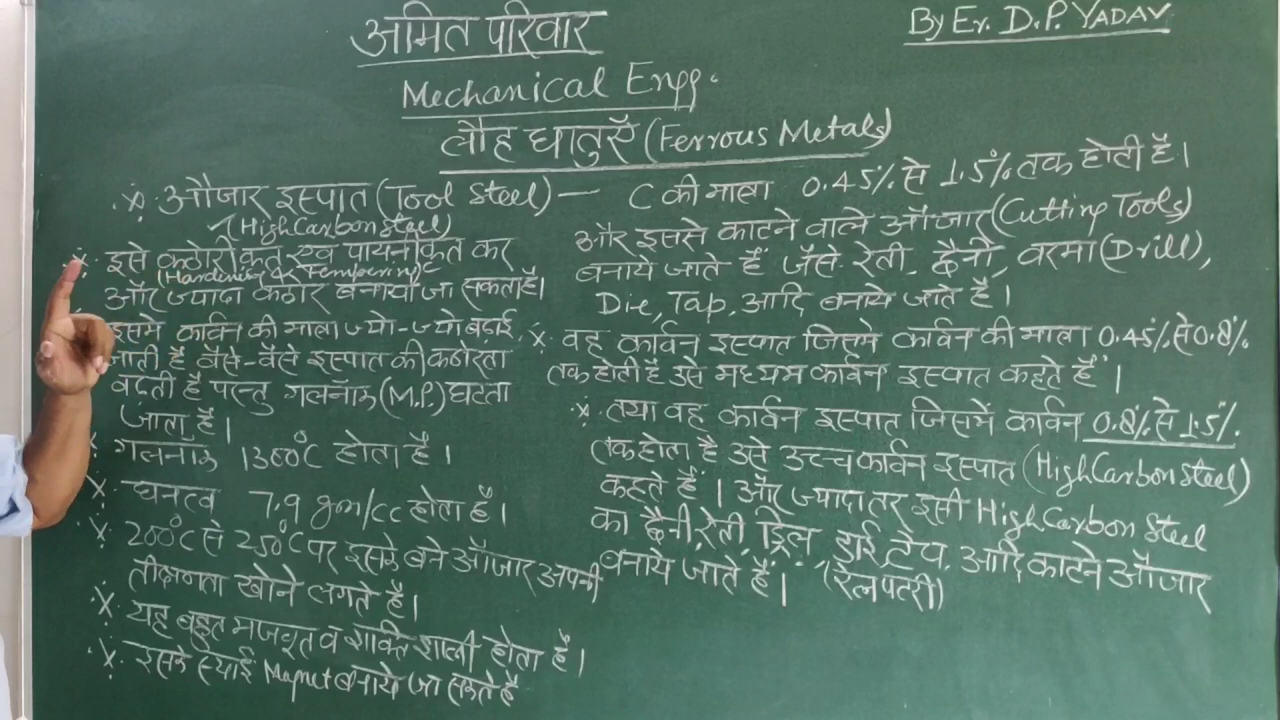 अमित परिवार
By Er. D.P. YADAV
Mechanical Engg.
लौह धातुएँ (Ferrous Metals)
औजार इस्पात (Tool Steel) —
(High Carbon Steel)
इसे कठोरीकृत एवं पायनीकृत कर
(Hardening & Tempering)
और ज्यादा कठोर बनाया जा सकता है।
इसमे कार्बन की मात्रा ज्यो-ज्यो बढ़ाई
जाती है वैसे-वैसे इस्पात की कठोरता
बढ़ती है परन्तु गलनाँक (M.P.) घटता
जाता है।
गलनांक 1300°C होता है।
घनत्व 7.9 gm/cc होता है।
200°C से 250°C पर इसके बने औजार अपनी
तीक्ष्णता खोने लगते है।
यह बहुत मजबूत व शक्तिशाली होता है।
इसके स्थाई Magnet बनाये जा सकते है
C की मात्रा 0.45% से 1.5% तक होती है।
और इससे काटने वाले औजार (Cutting Tools)
बनाये जाते हैं जैसे- रेती, छैनी, वरमा (Drill),
Die, Tap, आदि बनाये जाते है।
वह कार्बन इस्पात जिसमे कार्बन की मात्रा 0.45% से 0.8%
तक होती है उसे मध्यम कार्बन इस्पात कहते हैं।
तथा वह कार्बन इस्पात जिसमें कार्बन 0.8% से 1.5%
तक होता है उसे उच्च कार्बन इस्पात (High Carbon Steel)
कहते हैं। और ज्यादातर इसी High Carbon Steel
का छैनी, रेती, ड्रिल, डाई, टेप, आदि काटने औजार
बनाये जाते हैं। (रेलपटरी)